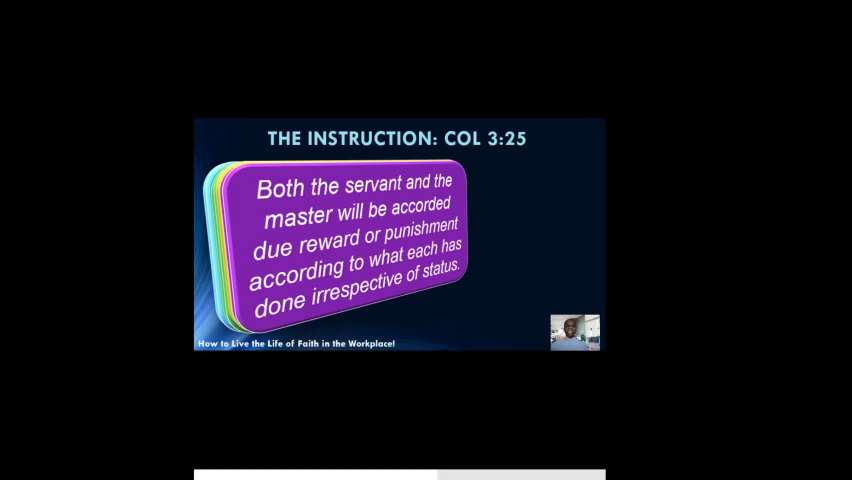 THE INSTRUCTION: COL 3:25
Both the servant and the
master will be accorded
due reward or punishment
according to what each has
done irrespective of status.
How to Live the Life of Faith in the Workplace!